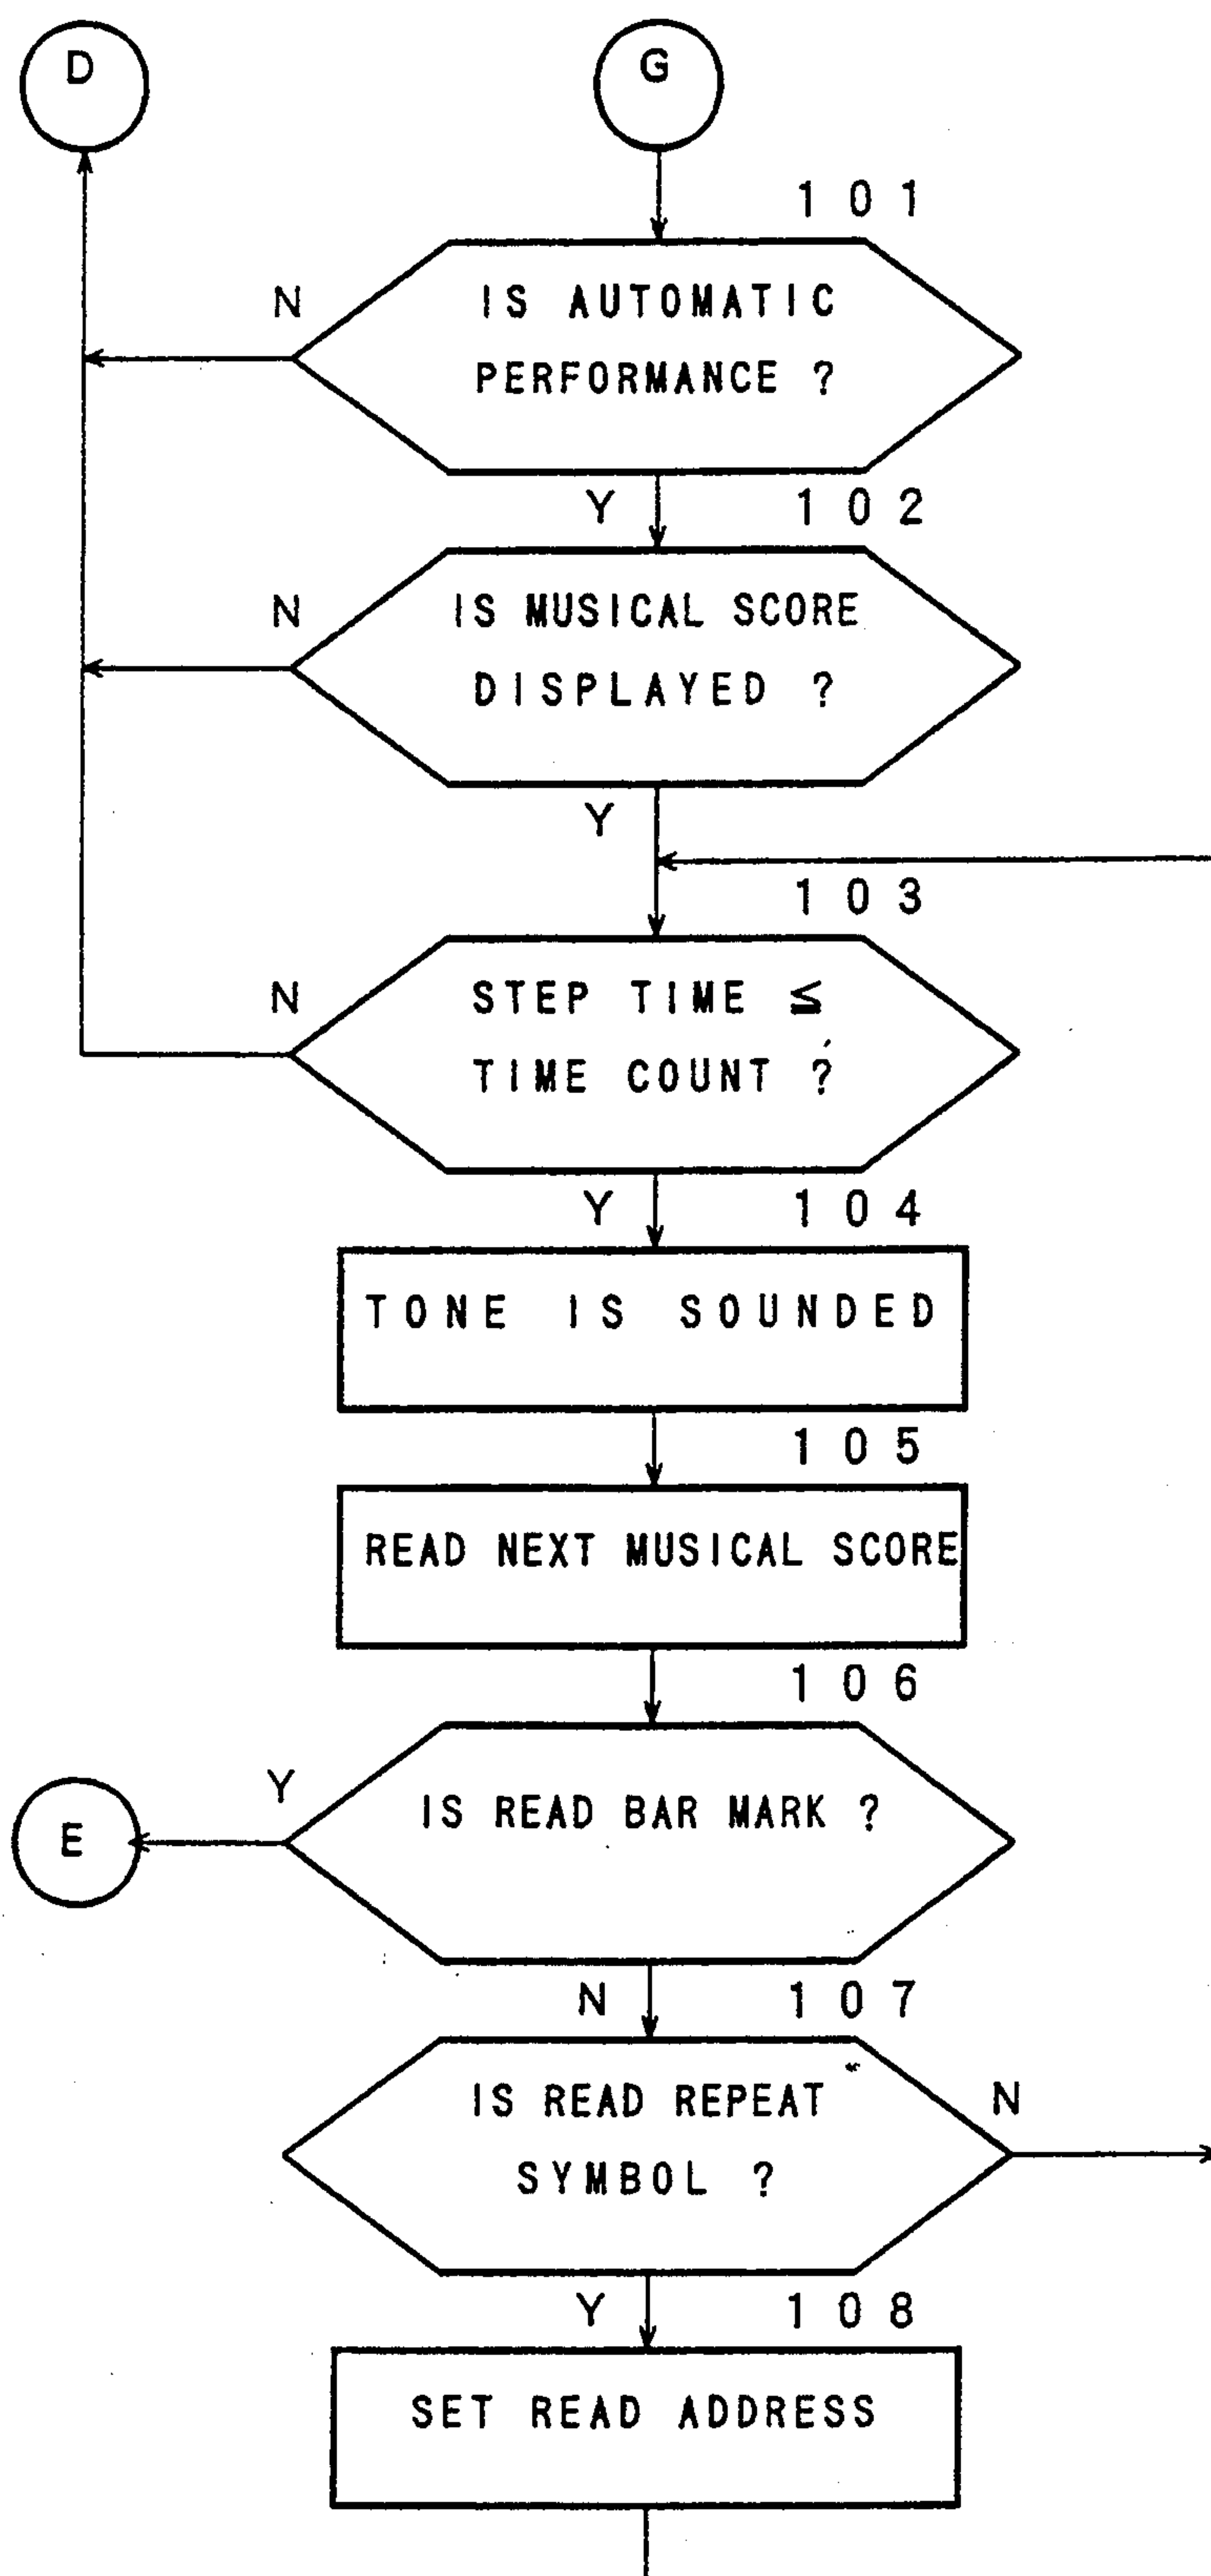 D
G
101
N
IS AUTOMATIC
PERFORMANCE ?
Y
102
N
IS MUSICAL SCORE
DISPLAYED ?
Y
103
N
STEP TIME ≦
TIME COUNT ?
Y
104
TONE IS SOUNDED
105
READ NEXT MUSICAL SCORE
106
Y
E
IS READ BAR MARK ?
N
107
IS READ REPEAT
SYMBOL ?
N
Y
108
SET READ ADDRESS